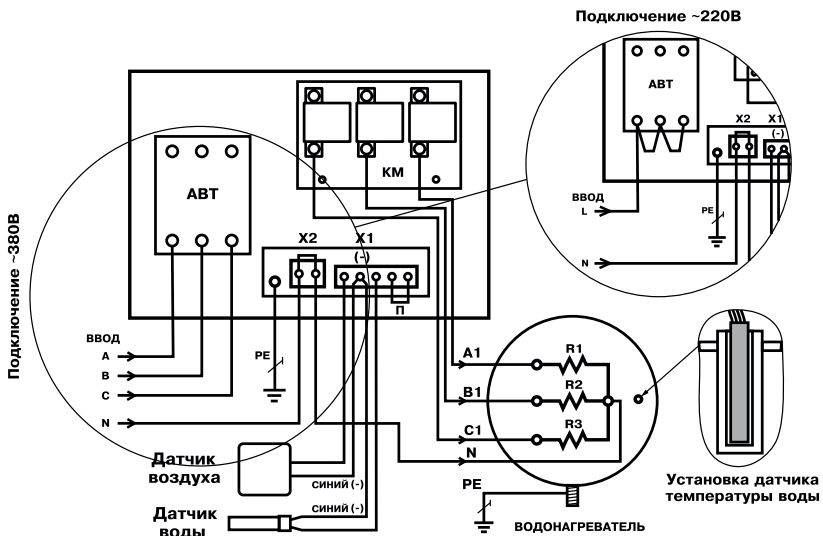 Подключение ~220В
АВТ
X2
X1
(-)
ВВОД
L
PE
N
КМ
АВТ
Подключение ~380В
X2
X1
(-)
П
ВВОД
A
B
C
N
PE
A1
B1
C1
N
PE
R1
R2
R3
Датчик
воздуха
синий (-)
синий (-)
Датчик
воды
ВОДОНАГРЕВАТЕЛЬ
Установка датчика
температуры воды